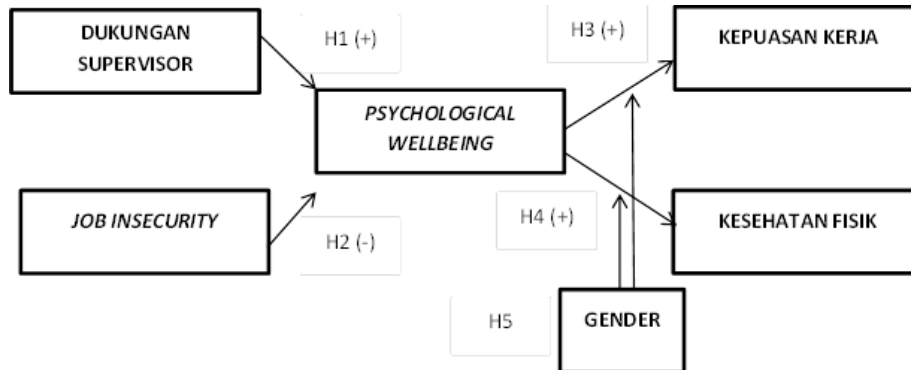 DUKUNGAN
SUPERVISOR
H1 (+)
H3 (+)
KEPUASAN KERJA
PSYCHOLOGICAL
WELLBEING
JOB INSECURITY
H2 (-)
H4 (+)
KESEHATAN FISIK
H5
GENDER